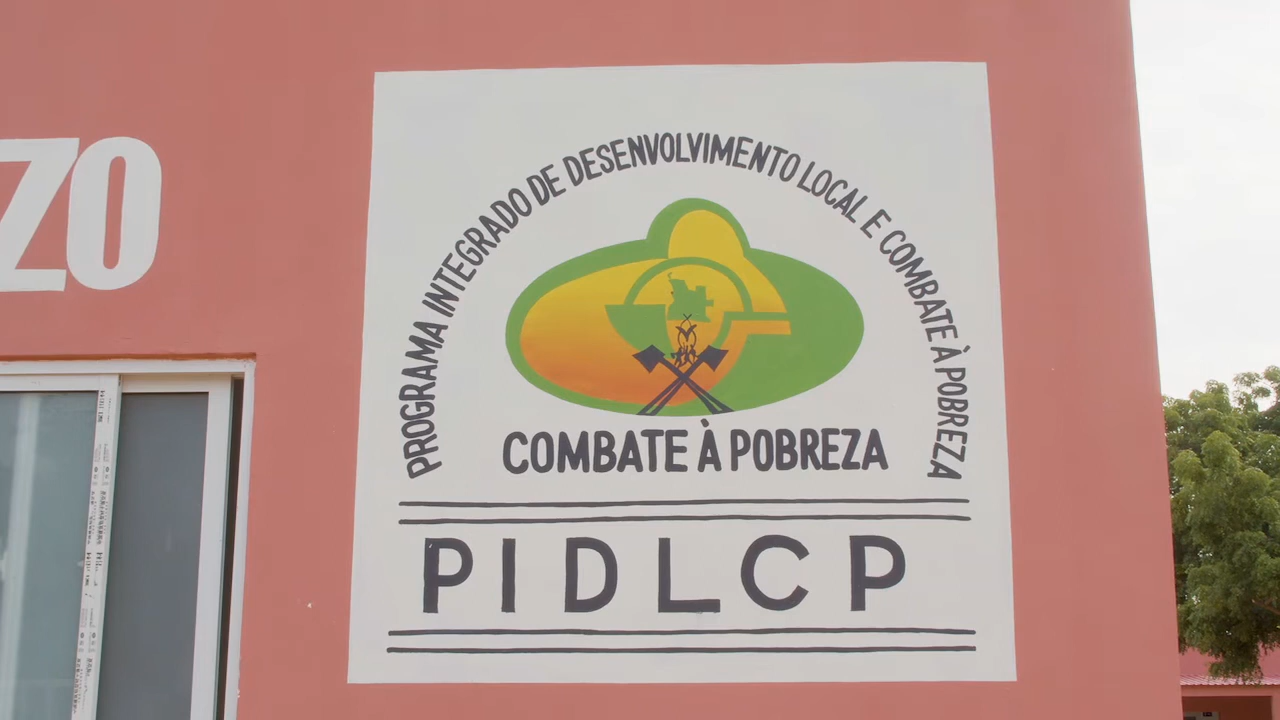 ZO
PROGRAMA INTEGRADO DE DESENVOLVIMENTO LOCAL E COMBATE À POBREZA
COMBATE À POBREZA
PIDLCP